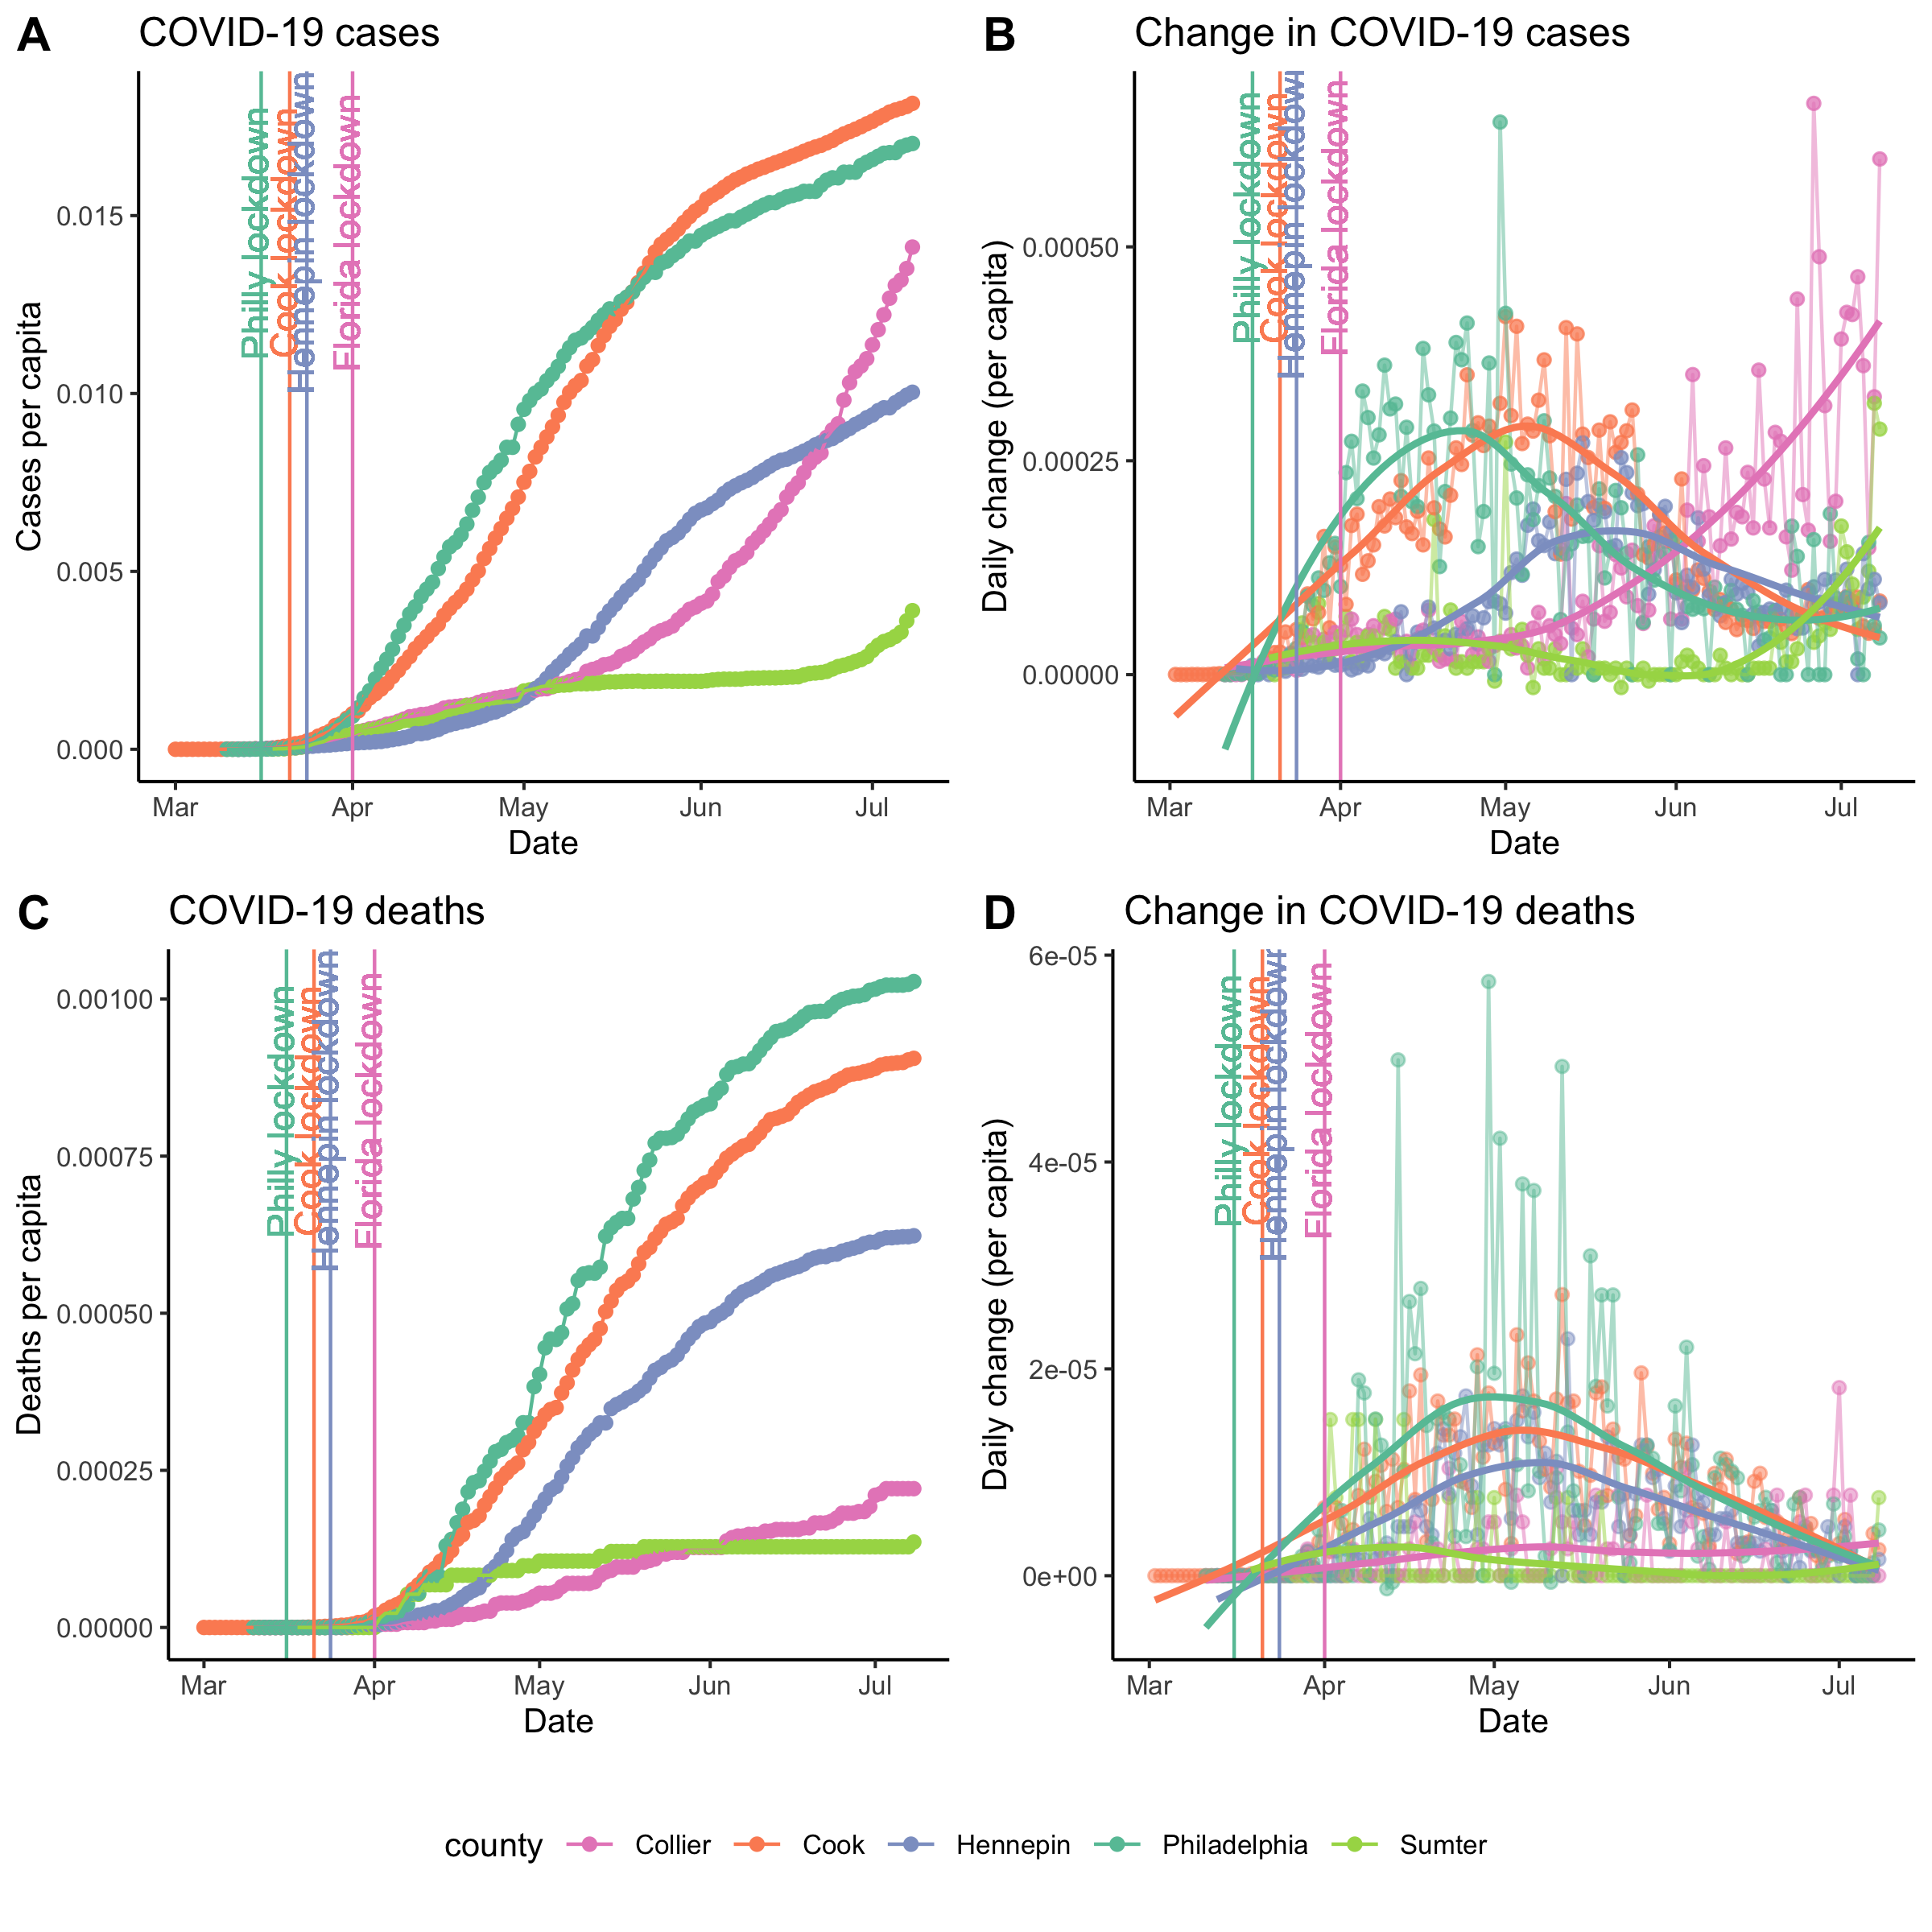 A COVID-19 cases
Philly lockdown
Cook lockdown
Hennepin lockdown
Florida lockdown
Cases per capita
0.015
0.010
0.005
0.000
Mar Apr May Jun Jul
Date
B Change in COVID-19 cases
Philly lockdown
Cook lockdown
Hennepin lockdown
Florida lockdown
Daily change (per capita)
0.00050
0.00025
0.00000
Mar Apr May Jun Jul
Date
C COVID-19 deaths
Philly lockdown
Cook lockdown
Hennepin lockdown
Florida lockdown
Deaths per capita
0.00100
0.00075
0.00050
0.00025
0.00000
Mar Apr May Jun Jul
Date
D Change in COVID-19 deaths
Philly lockdown
Cook lockdown
Hennepin lockdown
Florida lockdown
Daily change (per capita)
6e-05
4e-05
2e-05
0e+00
Mar Apr May Jun Jul
Date
county Collier Cook Hennepin Philadelphia Sumter